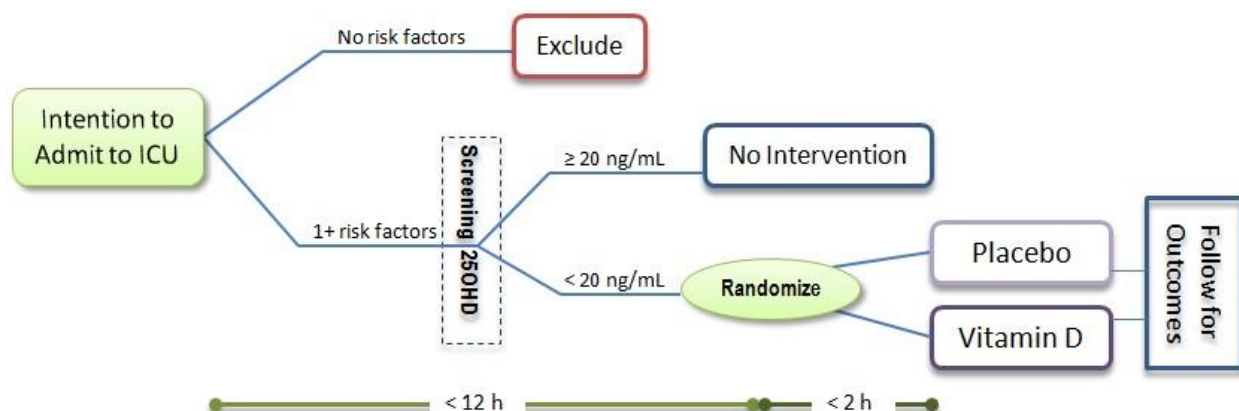 No risk factors
Exclude
Intention to
Admit to ICU
1+ risk factors
Screening 25OHD
≥ 20 ng/mL
No Intervention
< 20 ng/mL
Randomize
Placebo
Vitamin D
Follow for
Outcomes
< 12 h
< 2 h